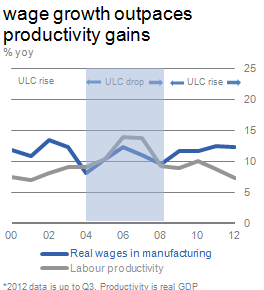 wage growth outpaces
productivity gains
% yoy
25
ULC rise
ULC drop
ULC rise
20
15
10
5
0
00 02 04 06 08 10 12
Real wages in manufacturing
Labour productivity
*2012 data is up to Q3. Productivity is real GDP